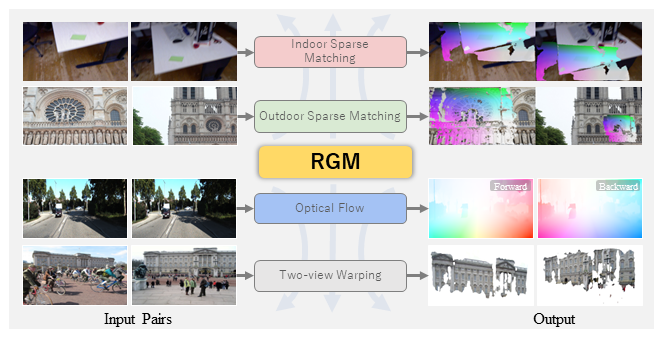 Indoor Sparse
Matching
Outdoor Sparse Matching
RGM
Optical Flow
Forward
Backward
Two-view Warping
Input Pairs
Output